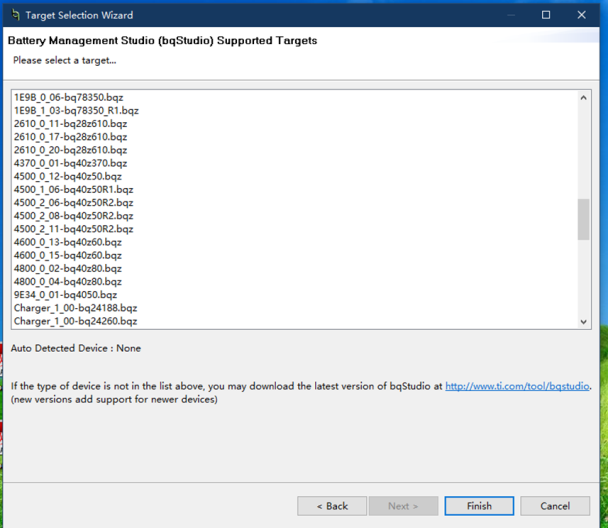 Target Selection Wizard
Battery Management Studio (bqStudio) Supported Targets
Please select a target...
1E9B_0_06-bq78350.bqz
1E9B_1_03-bq78350_R1.bqz
2610_0_11-bq28z610.bqz
2610_0_17-bq28z610.bqz
2610_0_20-bq28z610.bqz
4370_0_01-bq40z370.bqz
4500_0_12-bq40z50.bqz
4500_1_06-bq40z50R1.bqz
4500_2_06-bq40z50R2.bqz
4500_2_08-bq40z50R2.bqz
4500_2_11-bq40z50R2.bqz
4600_0_13-bq40z60.bqz
4600_0_15-bq40z60.bqz
4800_0_02-bq40z80.bqz
4800_0_04-bq40z80.bqz
9E34_0_01-bq4050.bqz
Charger_1_00-bq24188.bqz
Charger_1_00-bq24260.bqz
Auto Detected Device : None
If the type of device is not in the list above, you may download the latest version of bqStudio at http://www.ti.com/tool/bqstudio.
(new versions add support for newer devices)
< Back Next > Finish Cancel